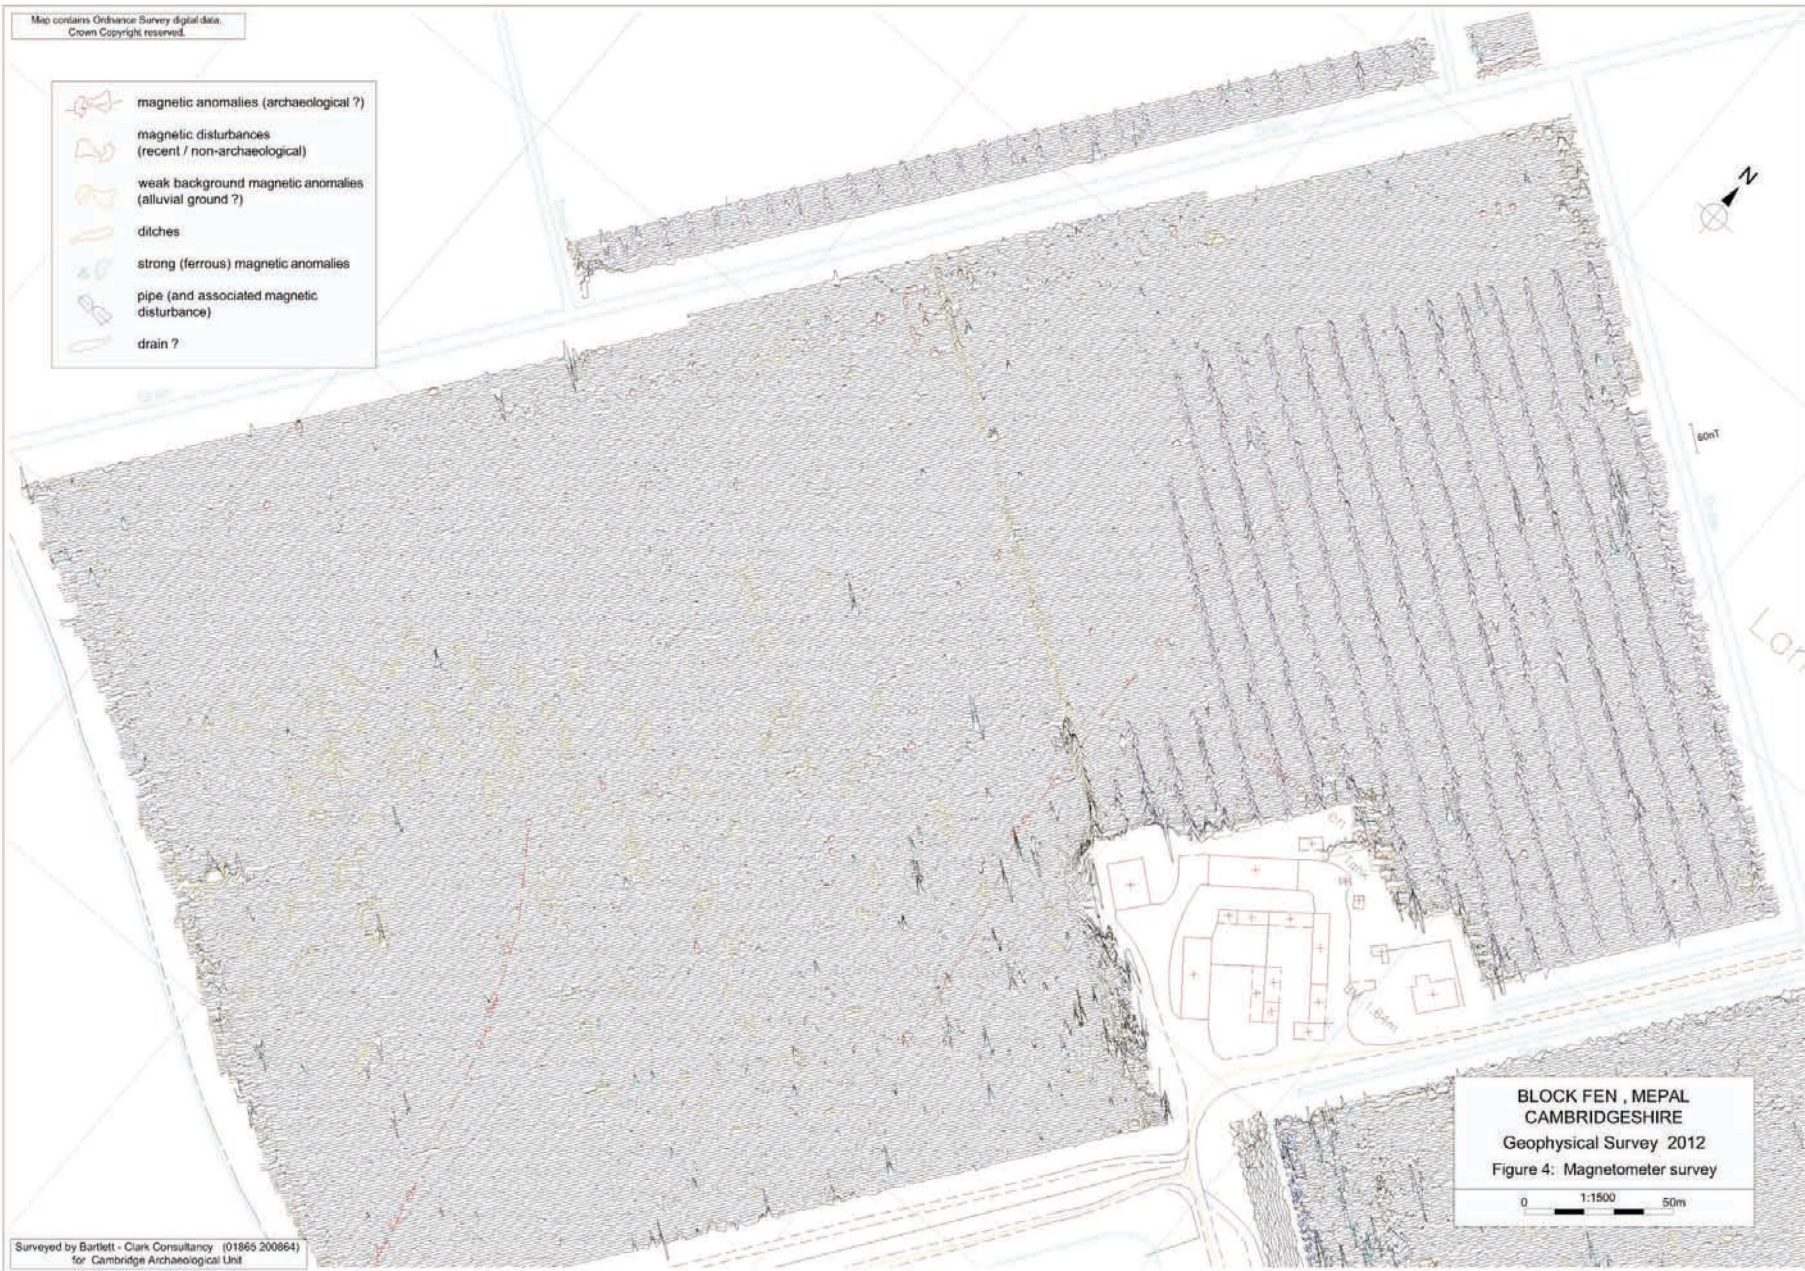 Map contains Ordnance Survey digital data.
Crown Copyright reserved.
magnetic anomalies (archaeological ?)
magnetic disturbances
(recent / non-archaeological)
weak background magnetic anomalies
(alluvial ground ?)
ditches
strong (ferrous) magnetic anomalies
pipe (and associated magnetic
disturbance)
drain ?
N
60nT
Tank
BLOCK FEN , MEPAL
CAMBRIDGESHIRE
Geophysical Survey 2012
Figure 4: Magnetometer survey
0 1:1500 50m
Surveyed by Bartlett - Clark Consultancy (01865 200864)
for Cambridge Archaeological Unit